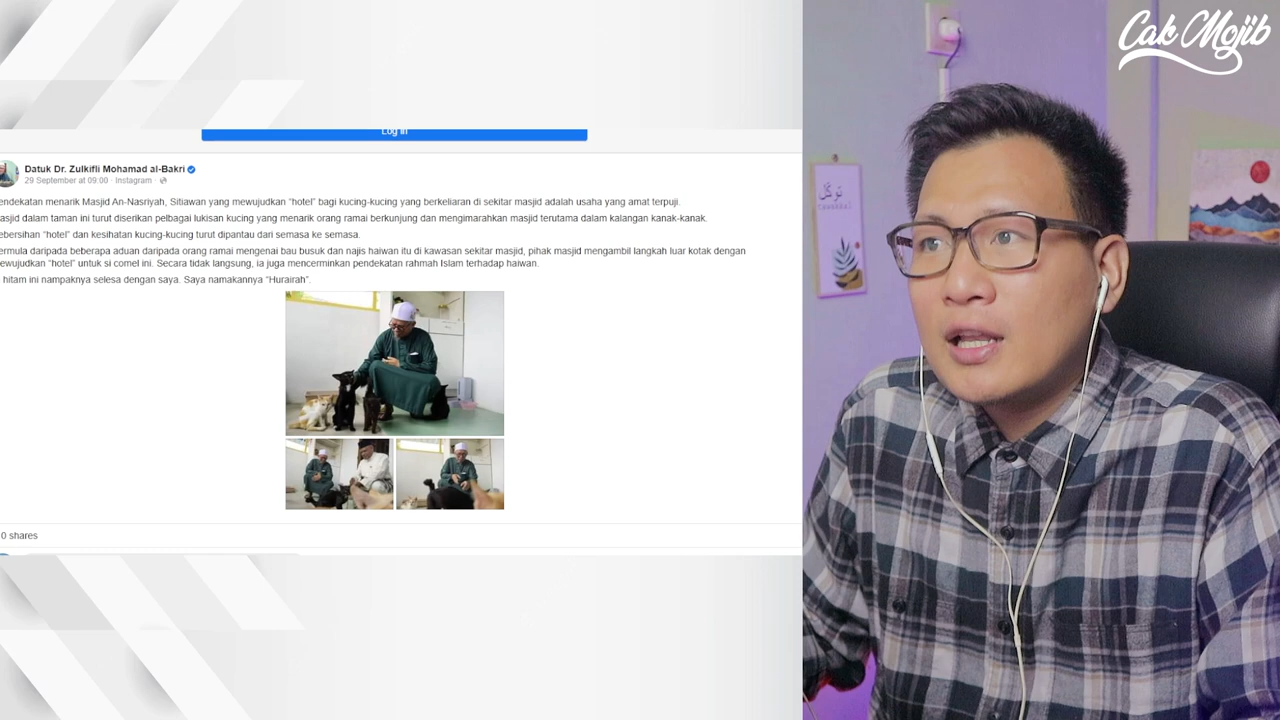 Cak Mojib
Log in
Datuk Dr. Zulkifli Mohamad al-Bakri
29 September at 09:00 · Instagram ·
endekatan menarik Masjid An-Nasriyah, Sitiawan yang mewujudkan “hotel” bagi kucing-kucing yang berkeliaran di sekitar masjid adalah usaha yang amat terpuji.
asjid dalam taman ini turut diserikan pelbagai lukisan kucing yang menarik orang ramai berkunjung dan mengimarahkan masjid terutama dalam kalangan kanak-kanak.
ebersihan “hotel” dan kesihatan kucing-kucing turut dipantau dari semasa ke semasa.
ermula daripada beberapa aduan daripada orang ramai mengenai bau busuk dan najis haiwan itu di kawasan sekitar masjid, pihak masjid mengambil langkah luar kotak dengan
ewujudkan “hotel” untuk si comel ini. Secara tidak langsung, ia juga mencerminkan pendekatan rahmah Islam terhadap haiwan.
hitam ini nampaknya selesa dengan saya. Saya namakannya “Hurairah”.
0 shares